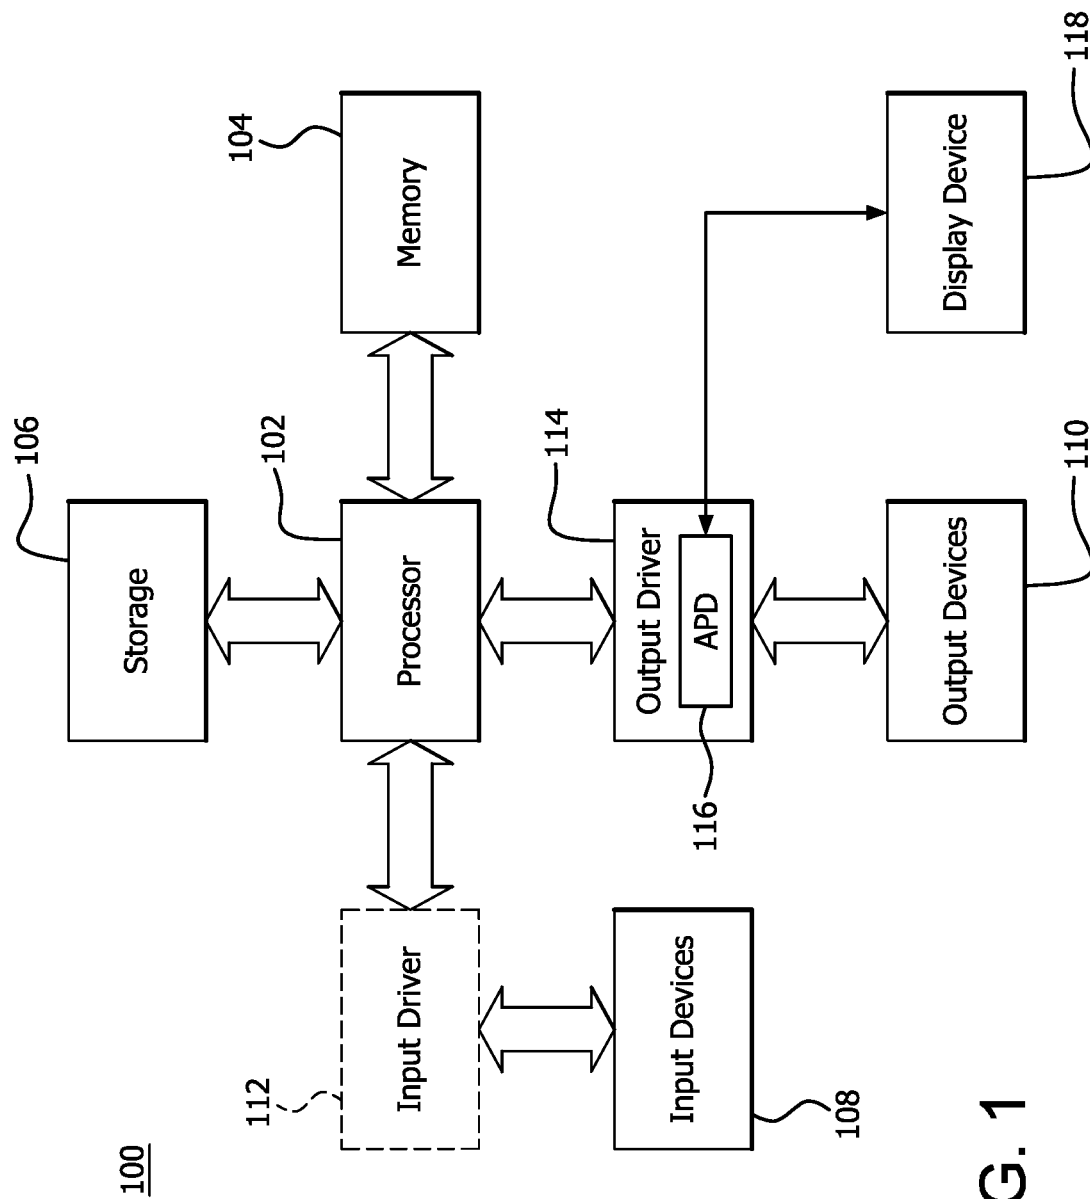 106
100
Storage
112
102
104
Input Driver
Processor
Memory
114
Output Driver
Input Devices
APD
116
108
Output Devices
Display Device
110
118
G. 1